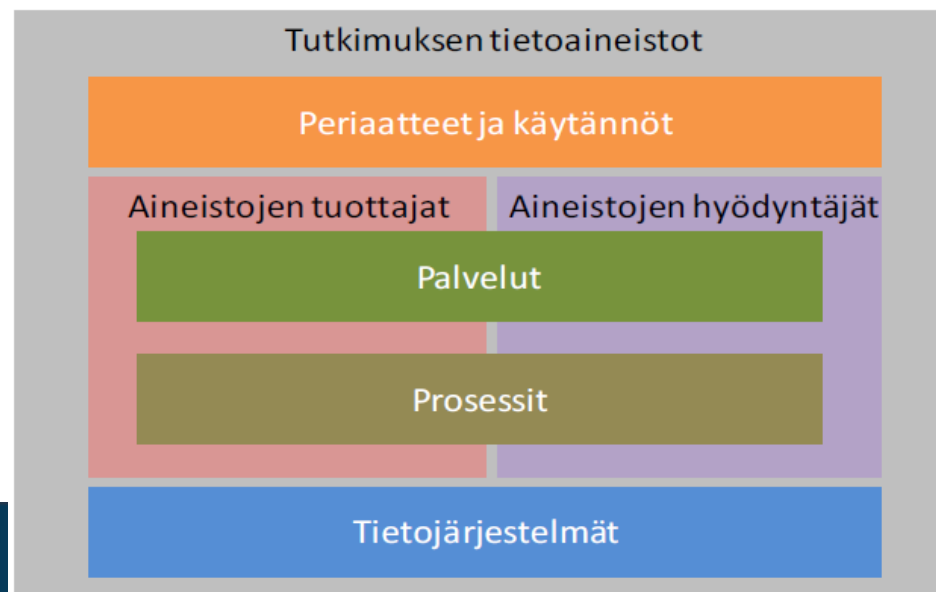 Tutkimuksen tietoaineistot
Periaatteet ja käytännöt
Aineistojen tuottajat
Aineistojen hyödyntäjät
Palvelut
Prosessit
Tietojärjestelmät